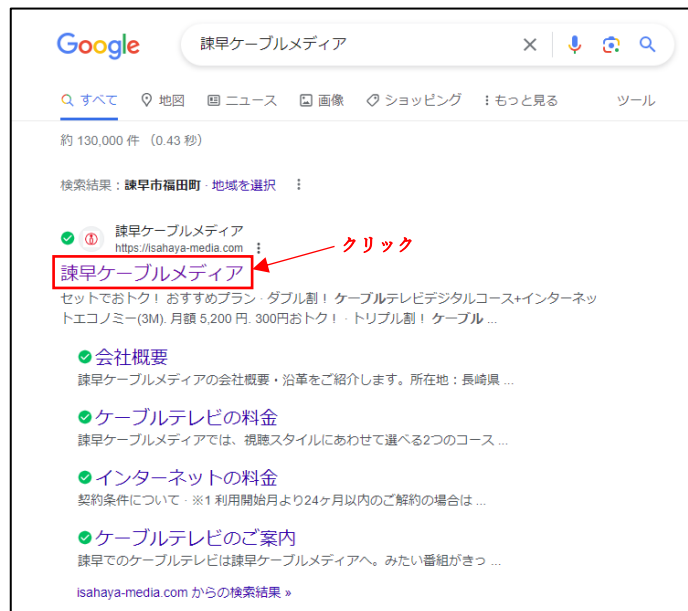 Google
諫早ケーブルメディア
すべて 地図 ニュース 画像 ショッピング もっと見る ツール
約 130,000 件 （0.43 秒）
検索結果：諫早市福田町 · 地域を選択
諫早ケーブルメディア
https://isahaya-media.com
クリック
諫早ケーブルメディア
セットでおトク！ おすすめプラン · ダブル割！ ケーブルテレビデジタルコース+インターネッ
トエコノミー(3M). 月額 5,200 円. 300円おトク！ · トリプル割！ ケーブル ...
会社概要
諫早ケーブルメディアの会社概要・沿革をご紹介します。所在地：長崎県 ...
ケーブルテレビの料金
諫早ケーブルメディアでは、視聴スタイルにあわせて選べる2つのコース ...
インターネットの料金
契約条件について · ※1 利用開始月より24ヶ月以内のご解約の場合は ...
ケーブルテレビのご案内
諫早でのケーブルテレビは諫早ケーブルメディアへ。みたい番組がきっ ...
isahaya-media.com からの検索結果 »